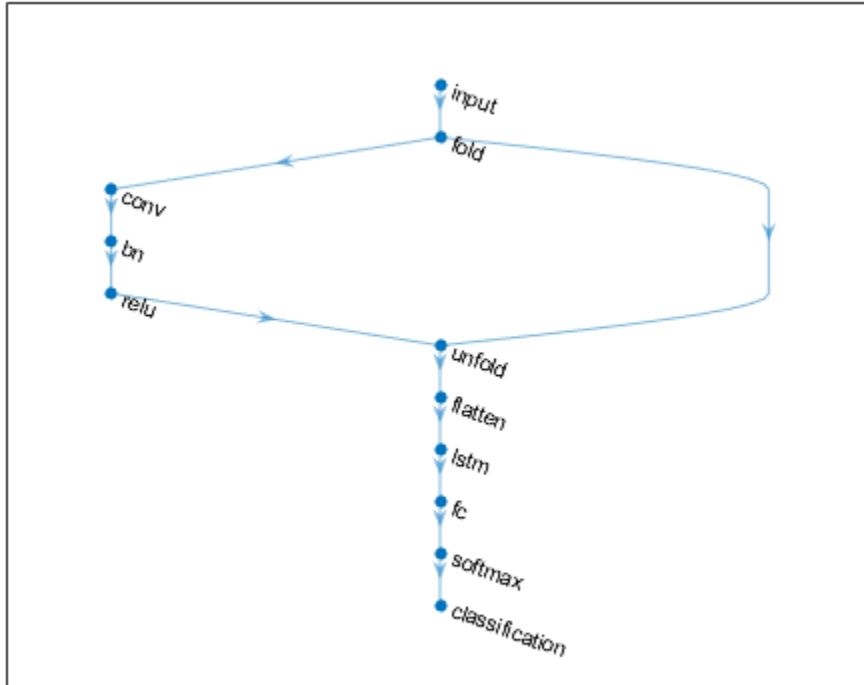 input
fold
conv
bn
relu
unfold
flatten
lstm
fc
softmax
classification